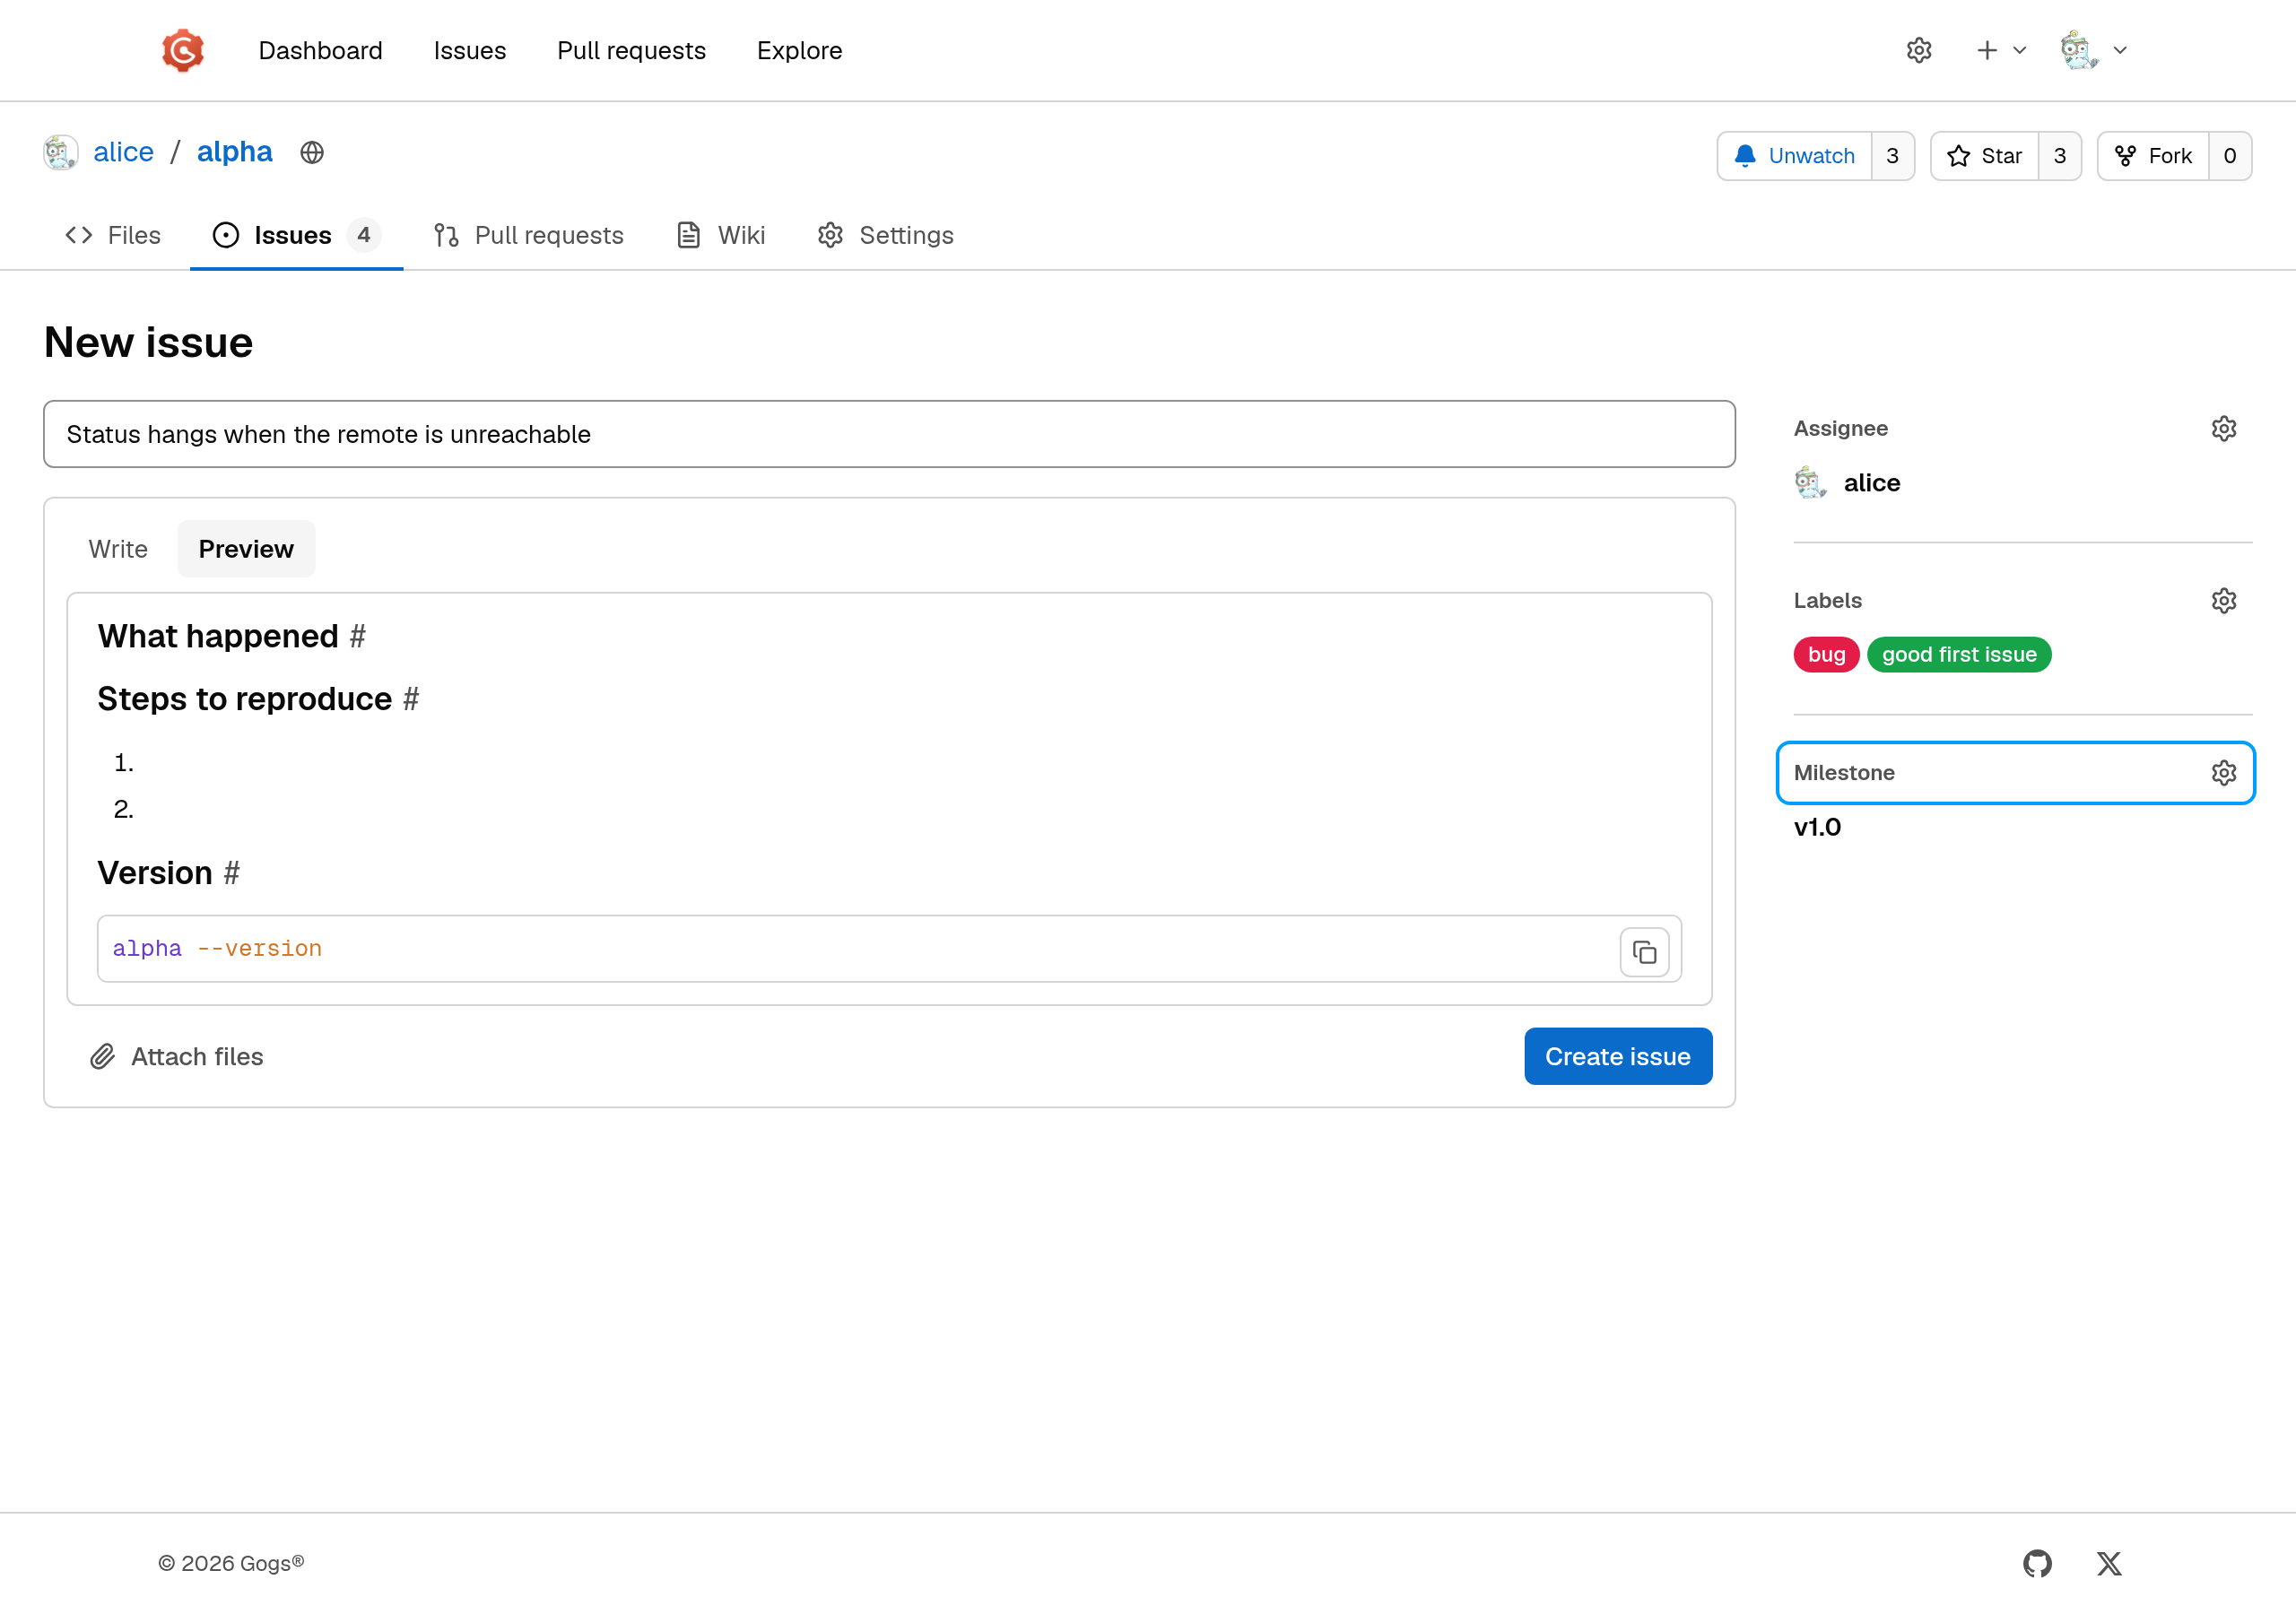 Dashboard Issues Pull requests Explore
alice / alpha
Unwatch 3 Star 3 Fork 0
Files Issues 4 Pull requests Wiki Settings
New issue
Status hangs when the remote is unreachable
Write Preview
What happened #
Steps to reproduce #
1.
2.
Version #
alpha --version
Attach files
Create issue
Assignee
alice
Labels
bug good first issue
Milestone
v1.0
© 2026 Gogs®